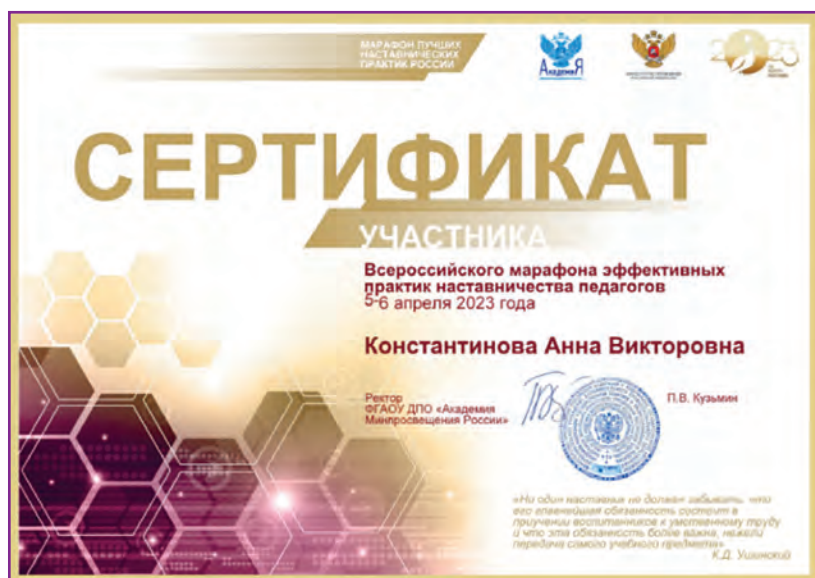 МАРАФОН ЛУЧШИХ
НАСТАВНИЧЕСКИХ
ПРАКТИК РОССИИ
АкадемиЯ
2023
СЕРТИФИКАТ
УЧАСТНИКА
Всероссийского марафона эффективных
практик наставничества педагогов
5-6 апреля 2023 года
Константинова Анна Викторовна
Ректор
ФГАОУ ДПО «Академия
Минпросвещения России»
П.В. Кузьмин
«Ни один наставник не должен забывать, что
его главнейшая обязанность состоит в
приучении воспитанников к умственному труду
и что эта обязанность более важна, нежели
передача самого учебного предмета».
К.Д. Ушинский